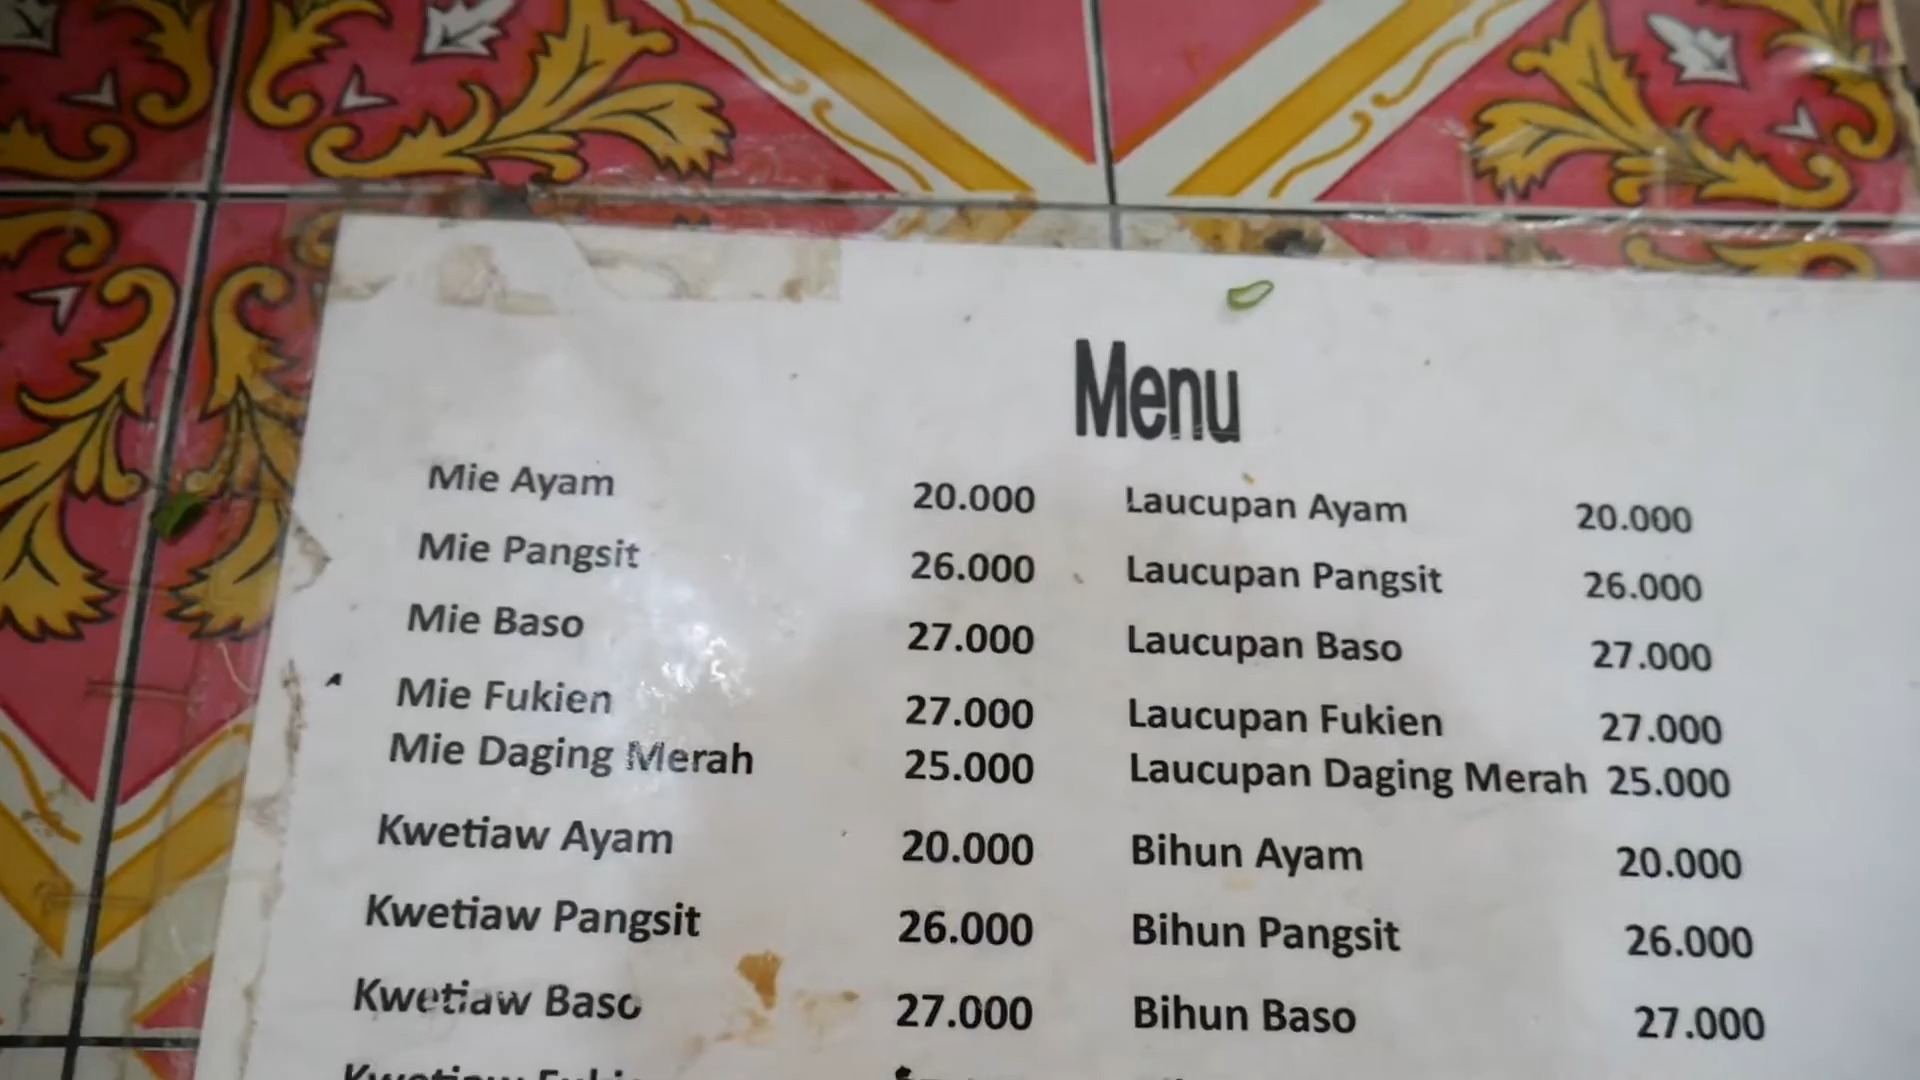 Menu
Mie Ayam 20.000 Laucupan Ayam 20.000
Mie Pangsit 26.000 Laucupan Pangsit 26.000
Mie Baso 27.000 Laucupan Baso 27.000
Mie Fukien 27.000 Laucupan Fukien 27.000
Mie Daging Merah 25.000 Laucupan Daging Merah 25.000
Kwetiaw Ayam 20.000 Bihun Ayam 20.000
Kwetiaw Pangsit 26.000 Bihun Pangsit 26.000
Kwetiaw Baso 27.000 Bihun Baso 27.000